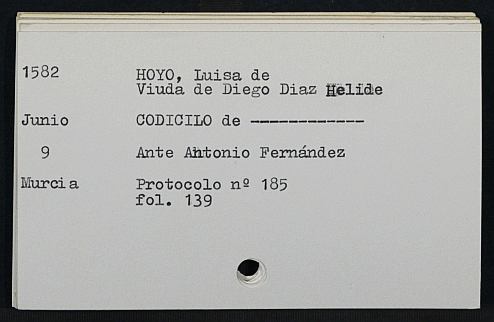 1582 HOYO, Luisa de
Viuda de Diego Diaz Helide
Junio CODICILO de ------------
9 Ante Antonio Fernández
Murcia Protocolo nº 185
fol. 139